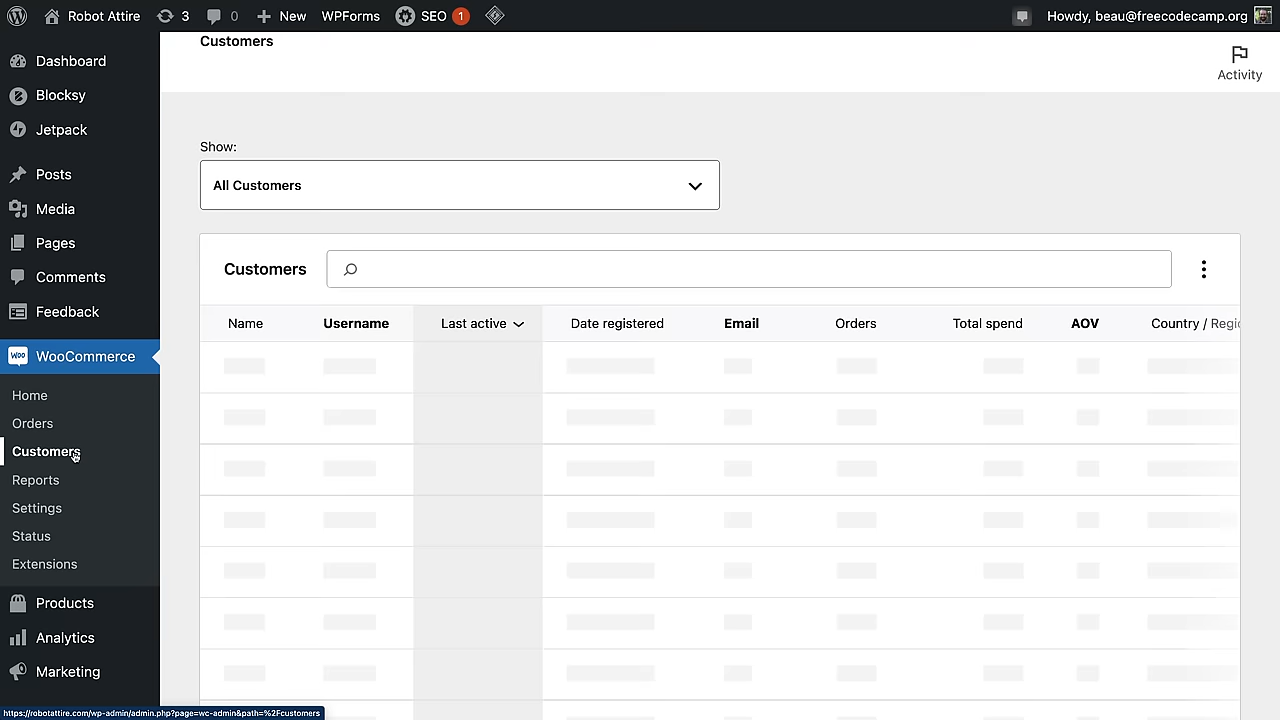 Robot Attire
3
0
New
WPForms
SEO
1
Howdy, beau@freecodecamp.org
Dashboard
Blocksy
Jetpack
Posts
Media
Pages
Comments
Feedback
WooCommerce
Home
Orders
Customers
Reports
Settings
Status
Extensions
Products
Analytics
Marketing
https://robotattire.com/wp-admin/admin.php?page=wc-admin&path=%2Fcustomers
Customers
Activity
Show:
All Customers
Customers
Name Username Last active Date registered Email Orders Total spend AOV Country / Regio